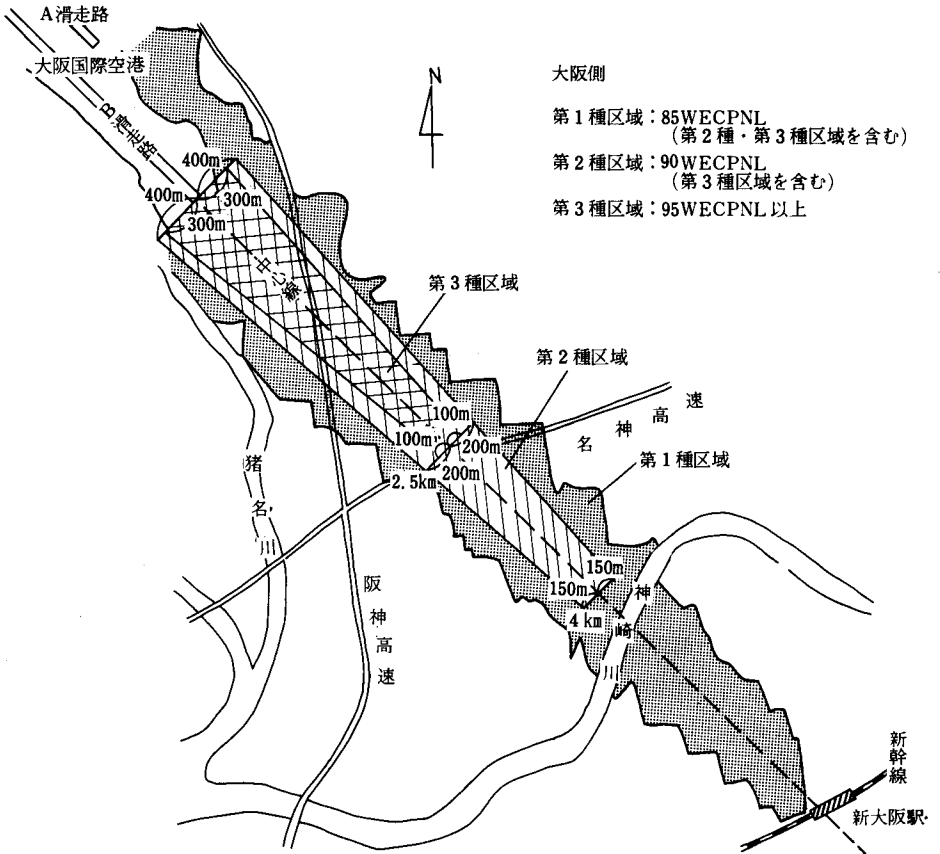 A滑走路
大阪国際空港
B滑走路
N
大阪側
第1種区域：85WECPNL
（第2種・第3種区域を含む）
第2種区域：90WECPNL
（第3種区域を含む）
第3種区域：95WECPNL以上
400m
400m
300m
300m
中心線
第3種区域
第2種区域
100m
100m
200m
200m
2.5km
名神高速
第1種区域
猪名川
阪神高速
150m
150m
4km
神崎川
新幹線
新大阪駅